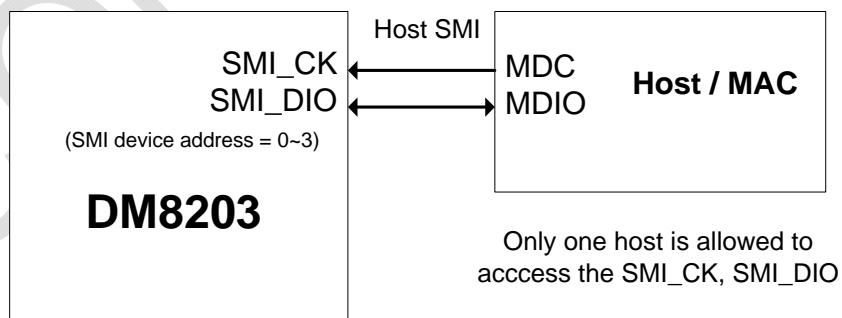 Host SMI
SMI_CK
MDC
Host / MAC
SMI_DIO
MDIO
(SMI device address = 0~3)
DM8203
Only one host is allowed to
acccess the SMI_CK, SMI_DIO